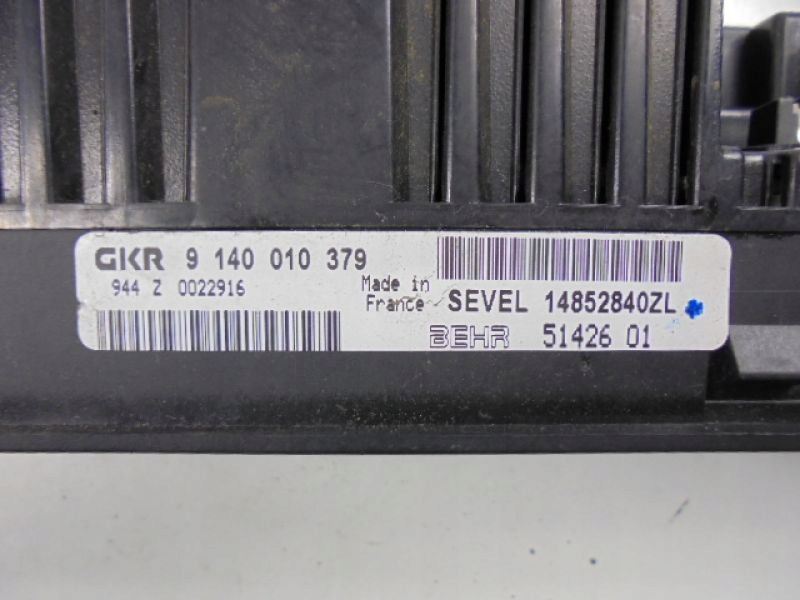 GKR 9 140 010 379
944 Z 0022916
Made in
France
SEVEL 14852840ZL
BEHR 51426 01